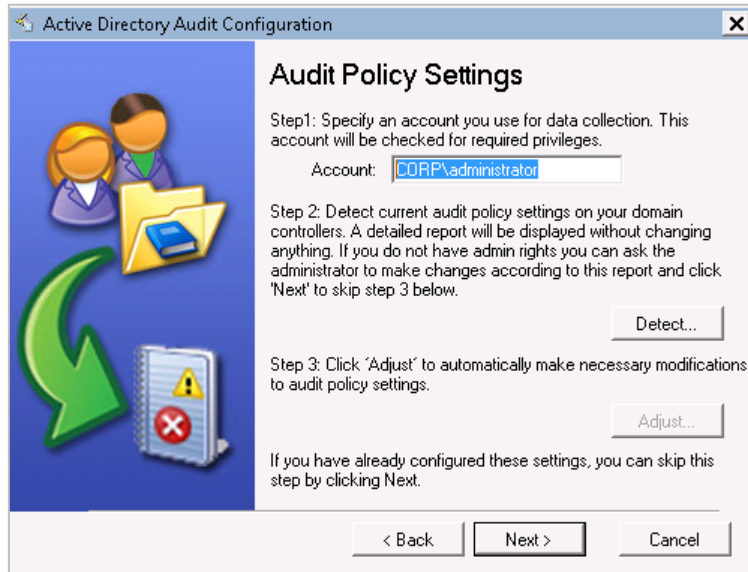 Active Directory Audit Configuration
Audit Policy Settings
Step1: Specify an account you use for data collection. This
account will be checked for required privileges.
Account: CORP\administrator
Step 2: Detect current audit policy settings on your domain
controllers. A detailed report will be displayed without changing
anything. If you do not have admin rights you can ask the
administrator to make changes according to this report and click
'Next' to skip step 3 below.
Detect...
Step 3: Click ´Adjust´ to automatically make necessary modifications
to audit policy settings.
Adjust...
If you have already configured these settings, you can skip this
step by clicking Next.
< Back Next > Cancel